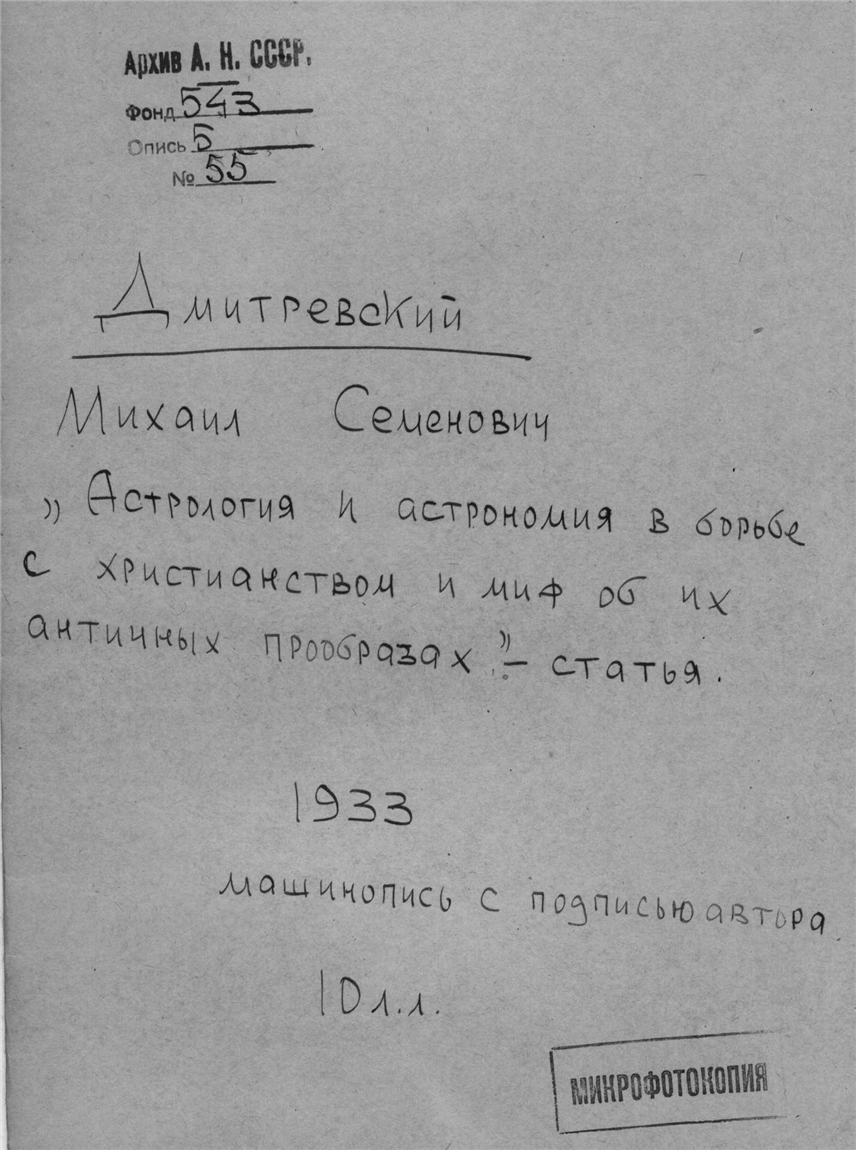 Архив А. Н. СССР.
Фонд 543
Опись 5
№ 55
Дмитревский
Михаил Семенович
„Астрология и астрономия в борьбе
с христианством и миф об их
античных прообразах" – статья.
1933
машинопись с подписью автора
10 л.л.
МИКРОФОТОКОПИЯ